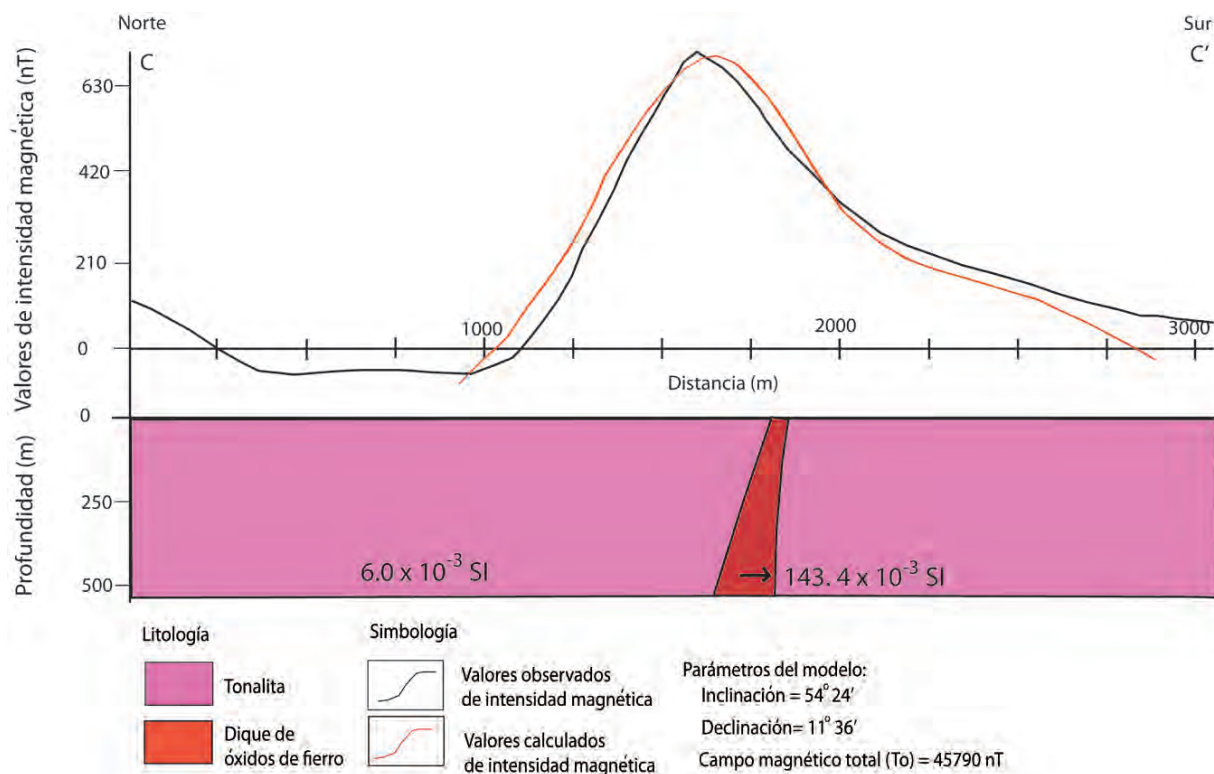 Norte
Sur
C
C'
Valores de intensidad magnética (nT)
630
420
210
0
1000
2000
3000
Distancia (m)
Profundidad (m)
0
250
500
6.0 x 10⁻³ SI
143. 4 x 10⁻³ SI
Litología
Tonalita
Dique de
óxidos de fierro
Simbología
Valores observados
de intensidad magnética
Valores calculados
de intensidad magnética
Parámetros del modelo:
Inclinación = 54° 24'
Declinación= 11° 36'
Campo magnético total (To) = 45790 nT